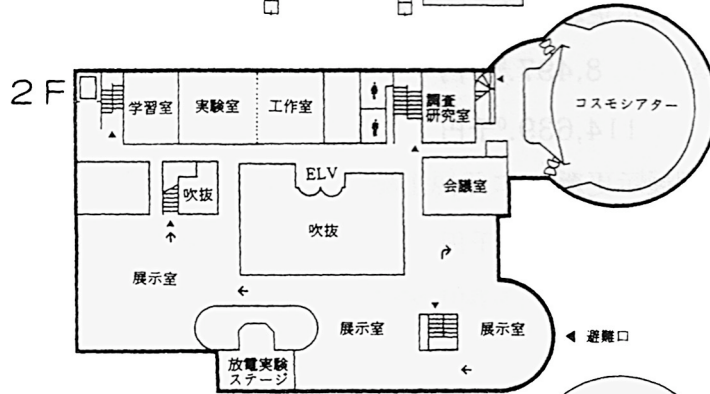 2F
学習室
実験室
工作室
調査
研究室
コスモシアター
ELV
吹抜
会議室
吹抜
展示室
展示室
展示室
避難口
放電実験
ステージ